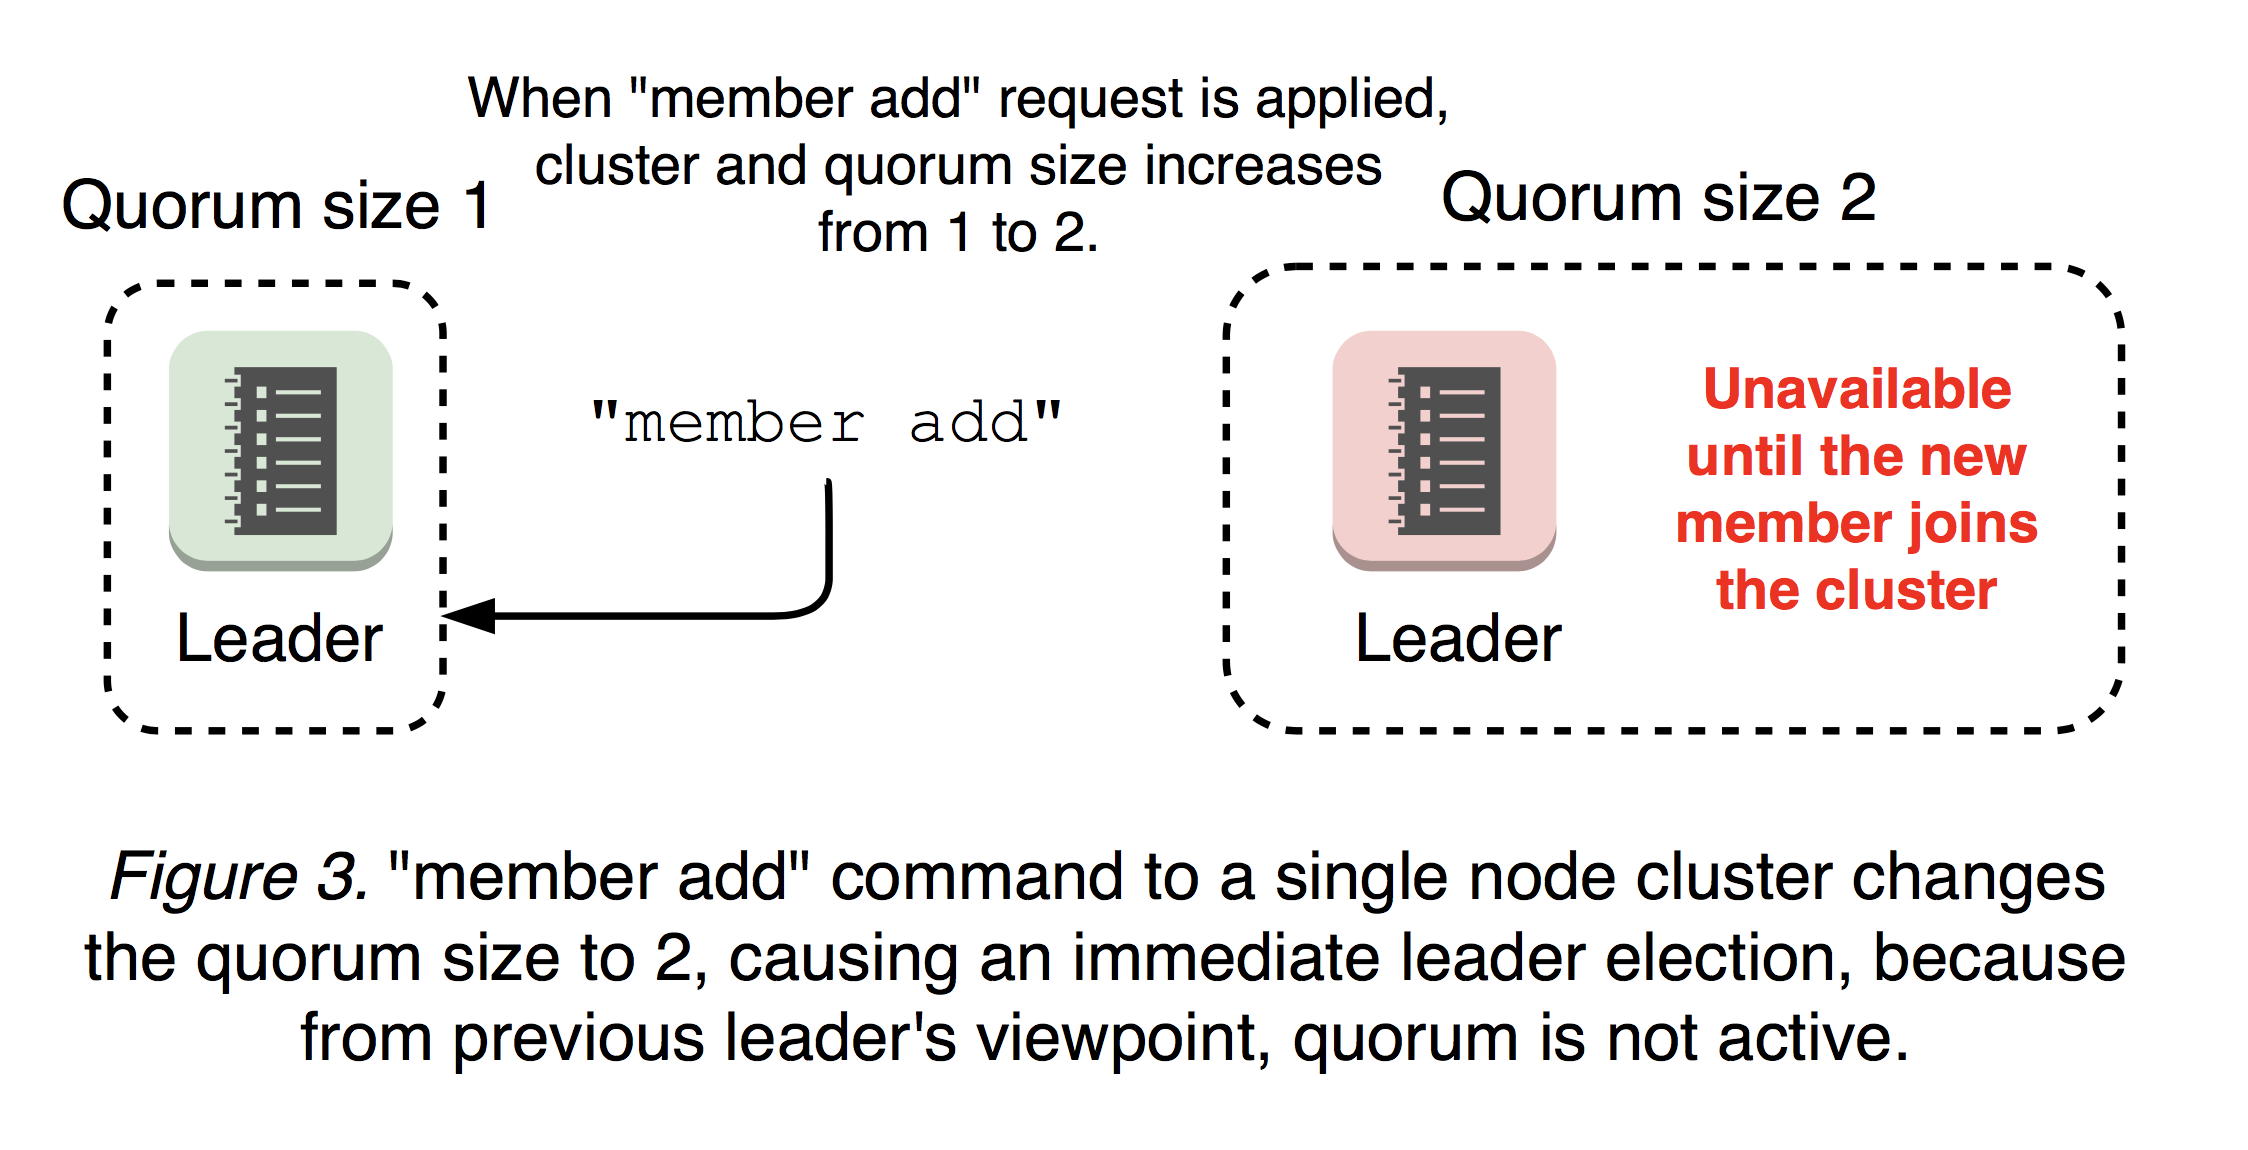 When "member add" request is applied,
cluster and quorum size increases
from 1 to 2.
Quorum size 1
Quorum size 2
"member add"
Leader
Leader
Unavailable
until the new
member joins
the cluster
Figure 3. "member add" command to a single node cluster changes
the quorum size to 2, causing an immediate leader election, because
from previous leader's viewpoint, quorum is not active.